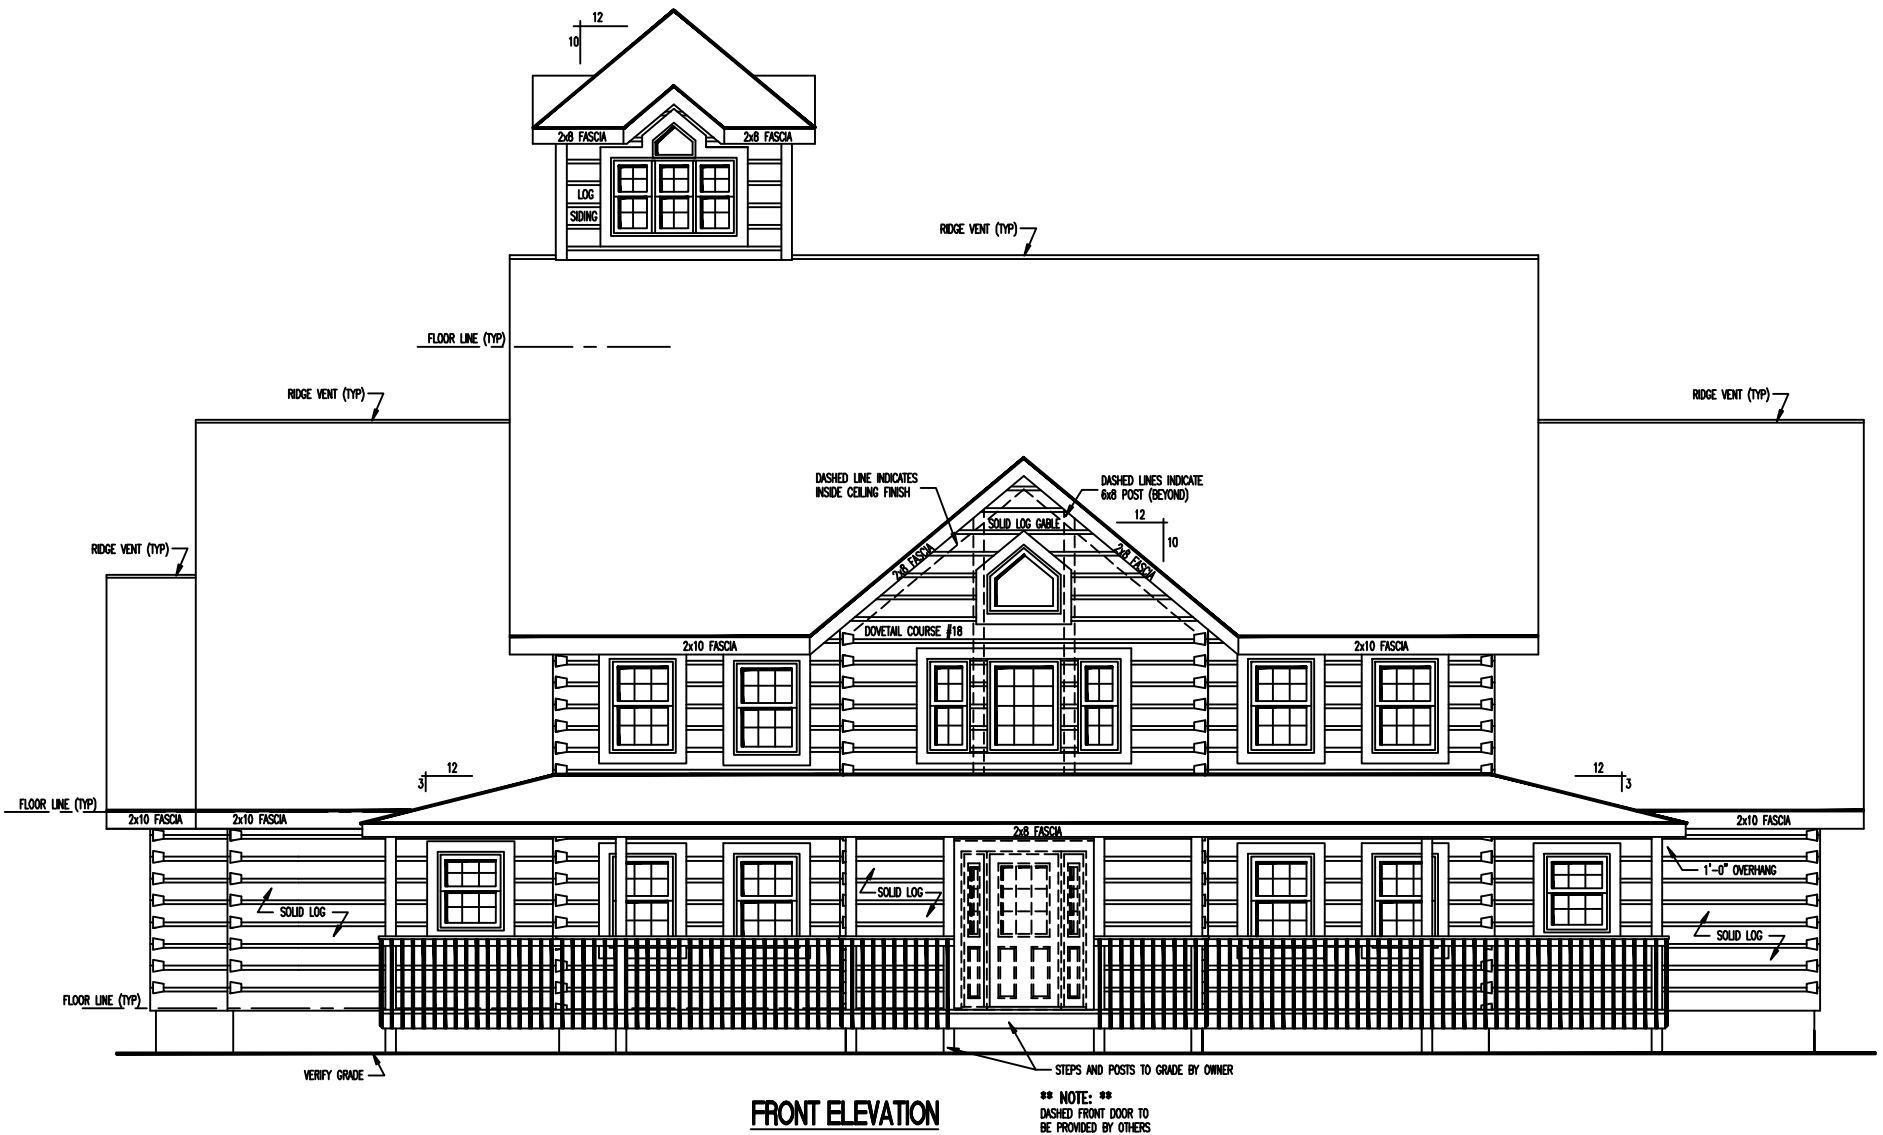 12
10
2x8 FASCIA
2x8 FASCIA
LOG
SIDING
RIDGE VENT (TYP)
FLOOR LINE (TYP)
RIDGE VENT (TYP)
RIDGE VENT (TYP)
DASHED LINE INDICATES
INSIDE CEILING FINISH
DASHED LINES INDICATE
6x8 POST (BEYOND)
12
10
SOLID LOG GABLE
2x8 FASCIA
2x8 FASCIA
RIDGE VENT (TYP)
DOVETAIL COURSE #18
2x10 FASCIA
2x10 FASCIA
12
3
12
3
FLOOR LINE (TYP)
2x10 FASCIA
2x10 FASCIA
2x8 FASCIA
2x10 FASCIA
1'-0" OVERHANG
SOLID LOG
SOLID LOG
SOLID LOG
FLOOR LINE (TYP)
VERIFY GRADE
STEPS AND POSTS TO GRADE BY OWNER
FRONT ELEVATION
** NOTE: **
DASHED FRONT DOOR TO
BE PROVIDED BY OTHERS